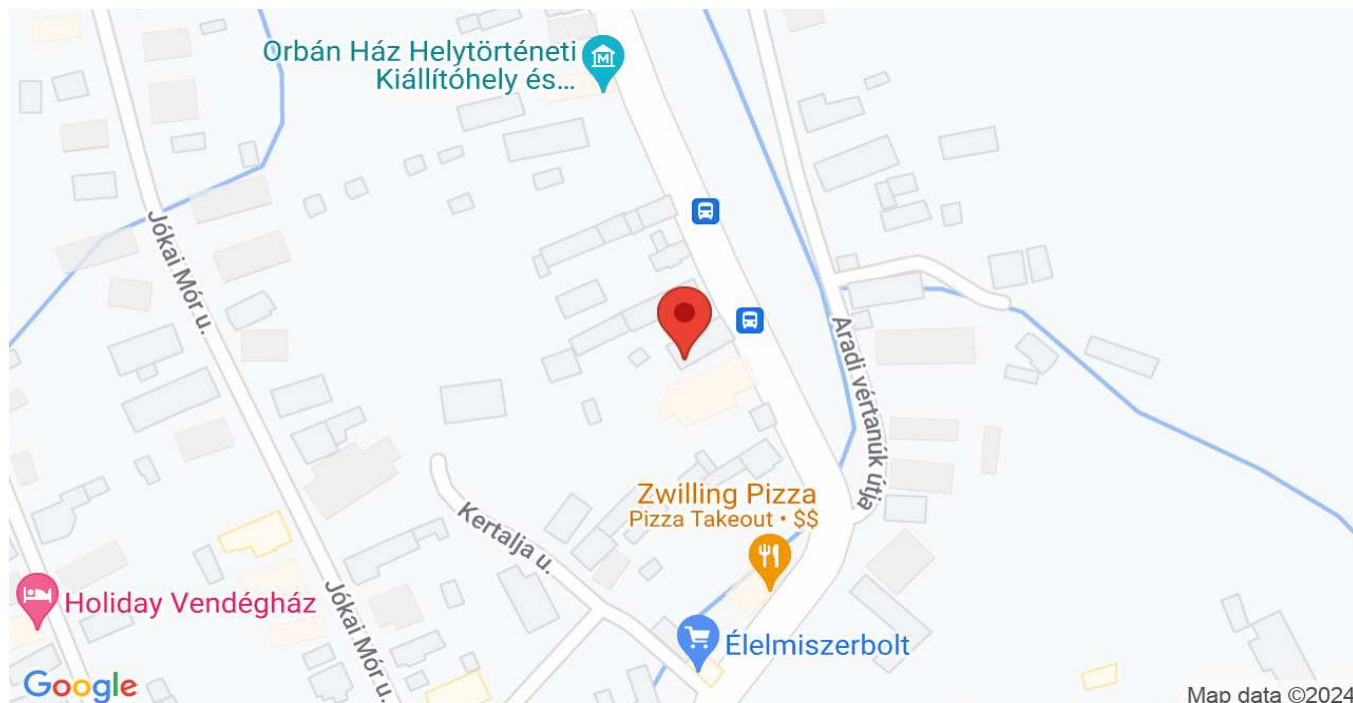 Orbán Ház Helytörténeti
Kiállítóhely és...
Jókai Mór u.
Aradi vértanúk útja
Zwilling Pizza
Pizza Takeout • $$
Kertalja u.
Holiday Vendégház
Jókai Mór u.
Élelmiszerbolt
Google
Map data ©2024